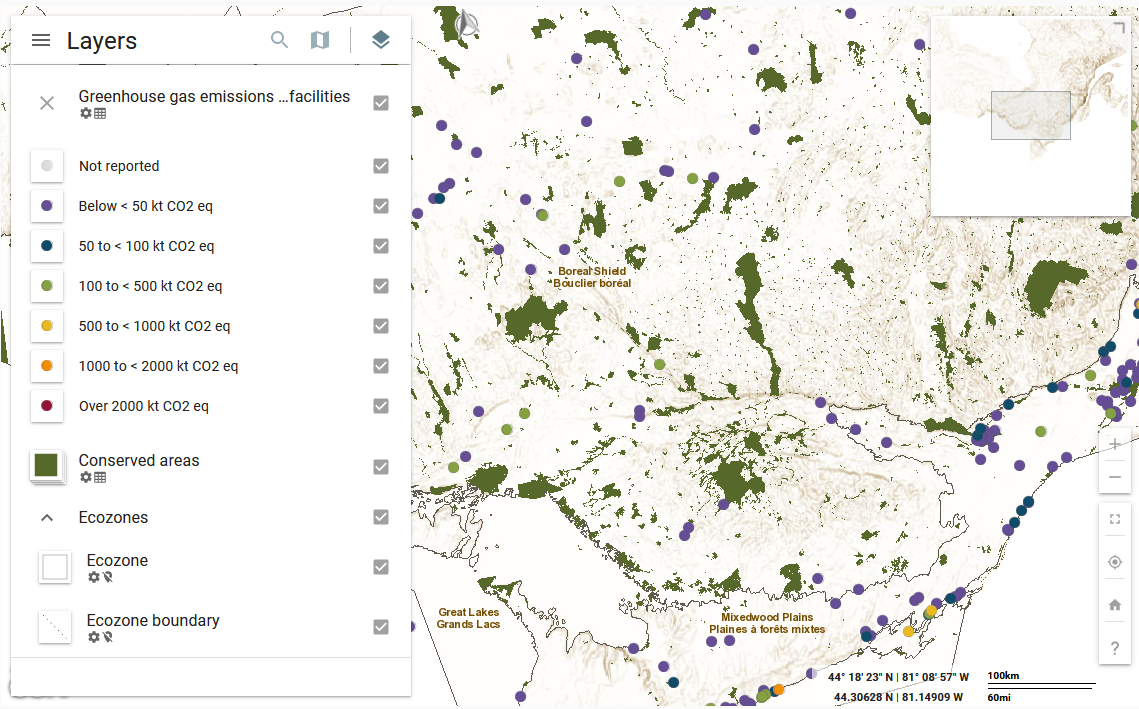 Layers
Greenhouse gas emissions ...facilities
Not reported
Below < 50 kt CO2 eq
50 to < 100 kt CO2 eq
100 to < 500 kt CO2 eq
500 to < 1000 kt CO2 eq
1000 to < 2000 kt CO2 eq
Over 2000 kt CO2 eq
Conserved areas
Ecozones
Ecozone
Ecozone boundary
Boreal Shield
Bouclier boréal
Great Lakes
Grands Lacs
Mixedwood Plains
Plaines à forêts mixtes
44° 18' 23" N | 81° 08' 57" W
44.30628 N | 81.14909 W
100km
60mi